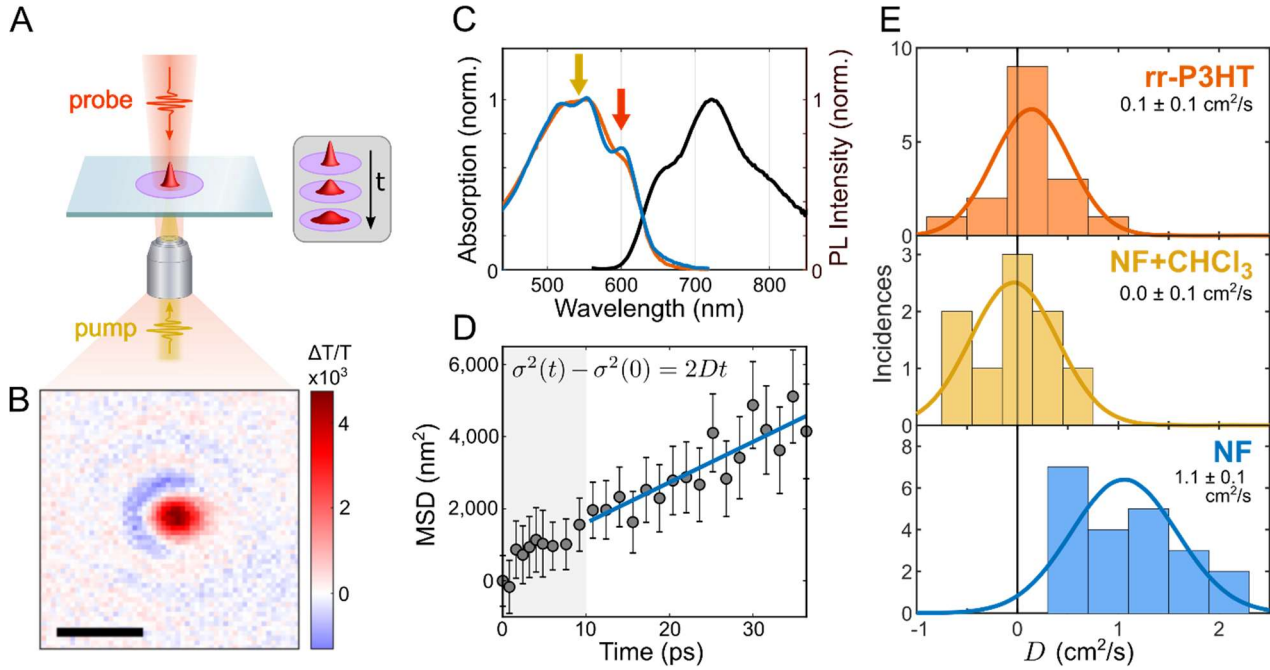 A
probe
t
pump
B
ΔT/T
x10³
4
2
0
C
Absorption (norm.)
1
0
PL Intensity (norm.)
1
0
500 600 700 800
Wavelength (nm)
D
σ²(t) − σ²(0) = 2Dt
MSD (nm²)
6,000
4,000
2,000
0
0 10 20 30
Time (ps)
E
Incidences
10
5
0
rr-P3HT
0.1 ± 0.1 cm²/s
3
2
1
0
NF+CHCl₃
0.0 ± 0.1 cm²/s
8
6
4
2
0
NF
1.1 ± 0.1
cm²/s
-1 0 1 2
D (cm²/s)